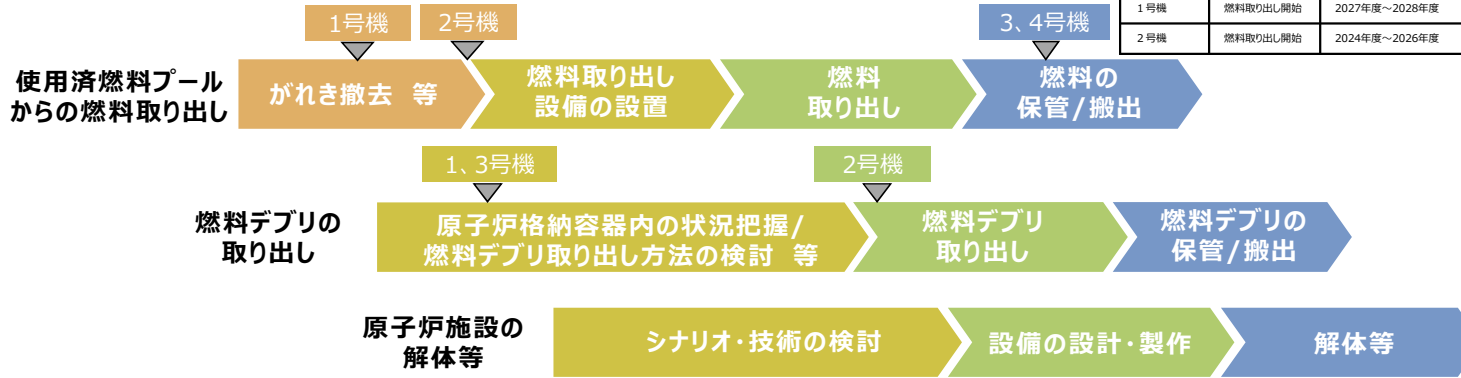 1号機 燃料取り出し開始 2027年度～2028年度
2号機 燃料取り出し開始 2024年度～2026年度
1号機 2号機 3、4号機
使用済燃料プール
からの燃料取り出し
がれき撤去 等
燃料取り出し
設備の設置
燃料
取り出し
燃料の
保管/搬出
1、3号機 2号機
燃料デブリの
取り出し
原子炉格納容器内の状況把握/
燃料デブリ取り出し方法の検討 等
燃料デブリ
取り出し
燃料デブリの
保管/搬出
原子炉施設の
解体等
シナリオ・技術の検討
設備の設計・製作
解体等